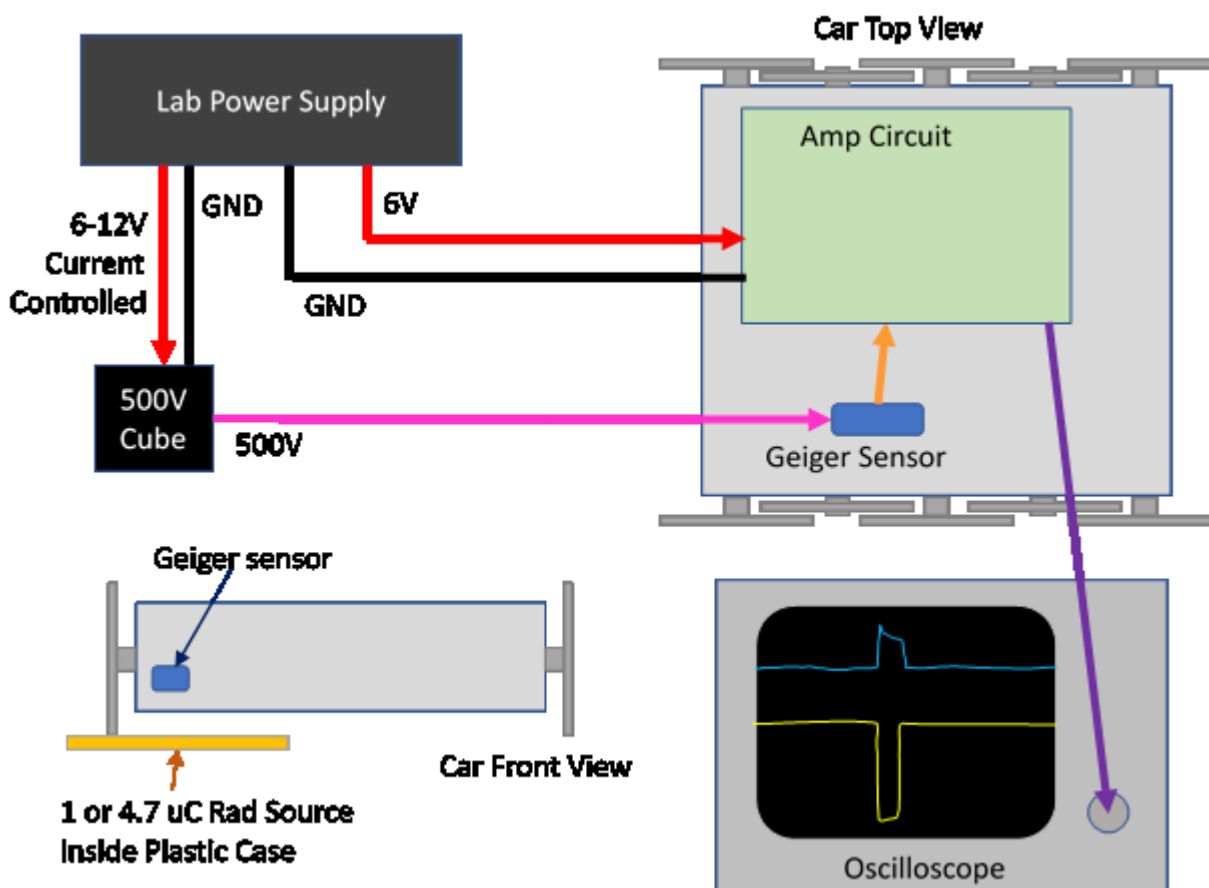 Car Top View
Lab Power Supply
Amp Circuit
6-12V
Current
Controlled
GND
6V
GND
500V
Cube
500V
Geiger Sensor
Geiger sensor
Car Front View
1 or 4.7 uC Rad Source
Inside Plastic Case
Oscilloscope